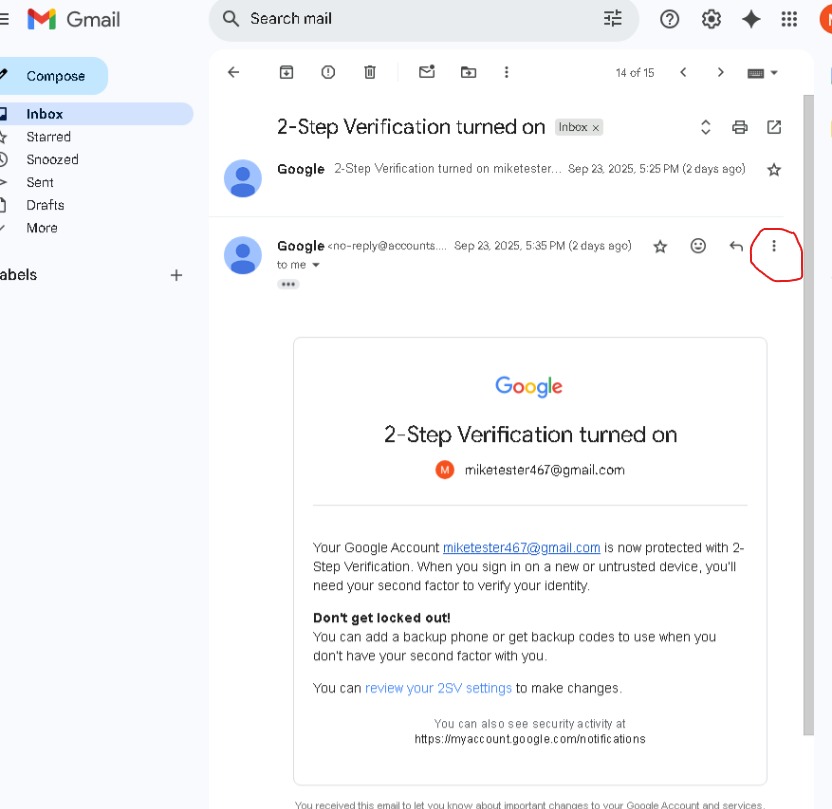 Gmail
Search mail
Compose
14 of 15
Inbox
Starred
Snoozed
Sent
Drafts
More
abels
2-Step Verification turned on Inbox x
Google 2-Step Verification turned on miketester... Sep 23, 2025, 5:25 PM (2 days ago)
Google <no-reply@accounts.... Sep 23, 2025, 5:35 PM (2 days ago)
to me
Google
2-Step Verification turned on
M miketester467@gmail.com
Your Google Account miketester467@gmail.com is now protected with 2-
Step Verification. When you sign in on a new or untrusted device, you'll
need your second factor to verify your identity.
Don't get locked out!
You can add a backup phone or get backup codes to use when you
don't have your second factor with you.
You can review your 2SV settings to make changes.
You can also see security activity at
https://myaccount.google.com/notifications
You received this email to let you know about important changes to your Google Account and services.